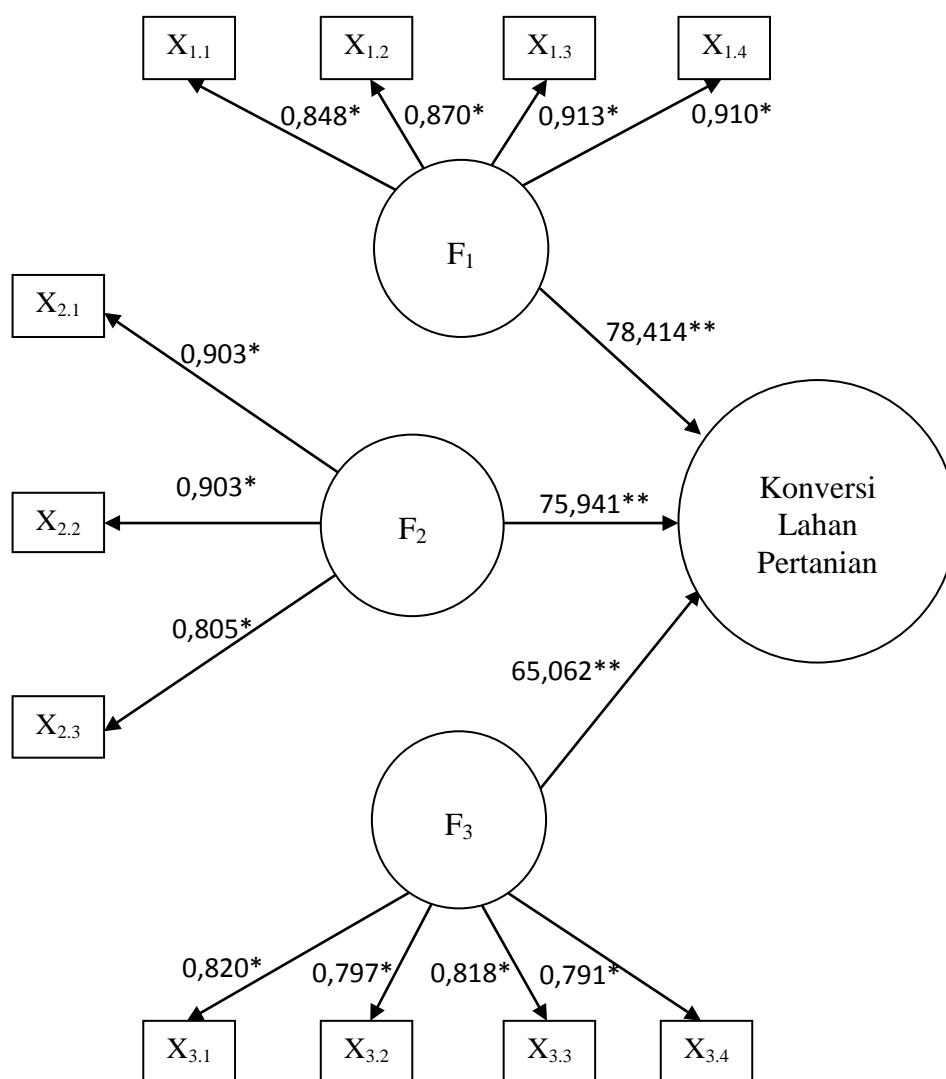 X1.1 X1.2 X1.3 X1.4
0,848* 0,870* 0,913* 0,910*
F1
X2.1
78,414**
0,903*
0,903*
75,941**
X2.2
F2
Konversi
Lahan
Pertanian
0,805*
65,062**
X2.3
F3
0,820* 0,797* 0,818* 0,791*
X3.1 X3.2 X3.3 X3.4